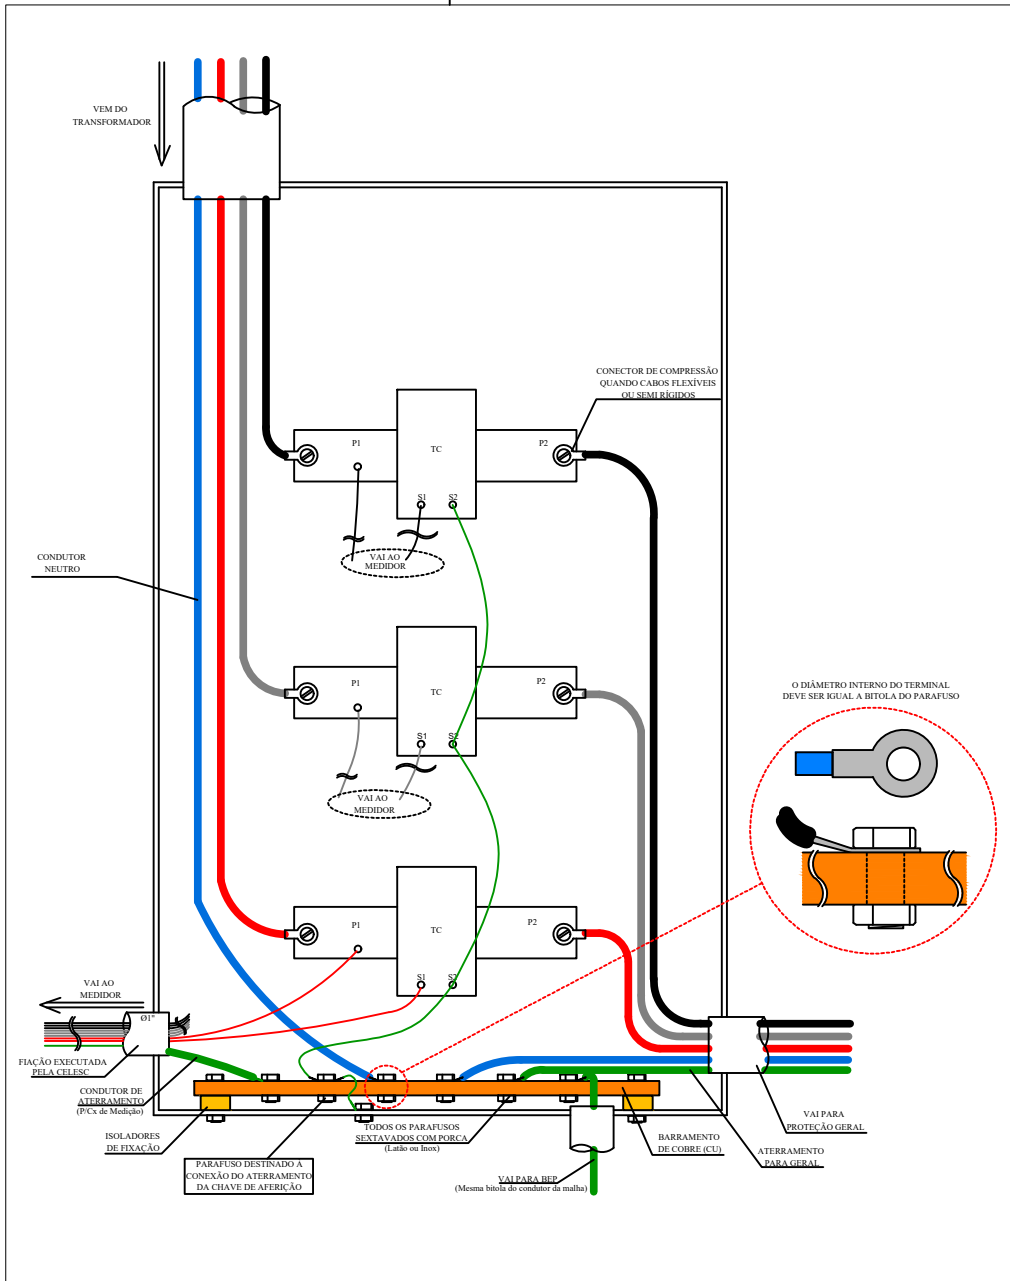 VEM DO
TRANSFORMADOR
CONECTOR DE COMPRESSÃO
QUANDO CABOS FLEXÍVEIS
OU SEMI RÍGIDOS
P1
TC
P2
S1
S2
VAI AO
MEDIDOR
CONDUTOR
NEUTRO
P1
TC
P2
S1
S2
VAI AO
MEDIDOR
O DIÂMETRO INTERNO DO TERMINAL
DEVE SER IGUAL A BITOLA DO PARAFUSO
P1
TC
P2
S1
S2
VAI AO
MEDIDOR
Ø1"
FIAÇÃO EXECUTADA
PELA CELESC
CONDUTOR DE
ATERRAMENTO
(P/Cx de Medição)
ISOLADORES
DE FIXAÇÃO
PARAFUSO DESTINADO A
CONEXÃO DO ATERRAMENTO
DA CHAVE DE AFERIÇÃO
TODOS OS PARAFUSOS
SEXTAVADOS COM PORCA
(Latão ou Inox)
VAI PARA BEP
(Mesma bitola do condutor da malha)
BARRAMENTO
DE COBRE (CU)
ATERRAMENTO
PARA GERAL
VAI PARA
PROTEÇÃO GERAL